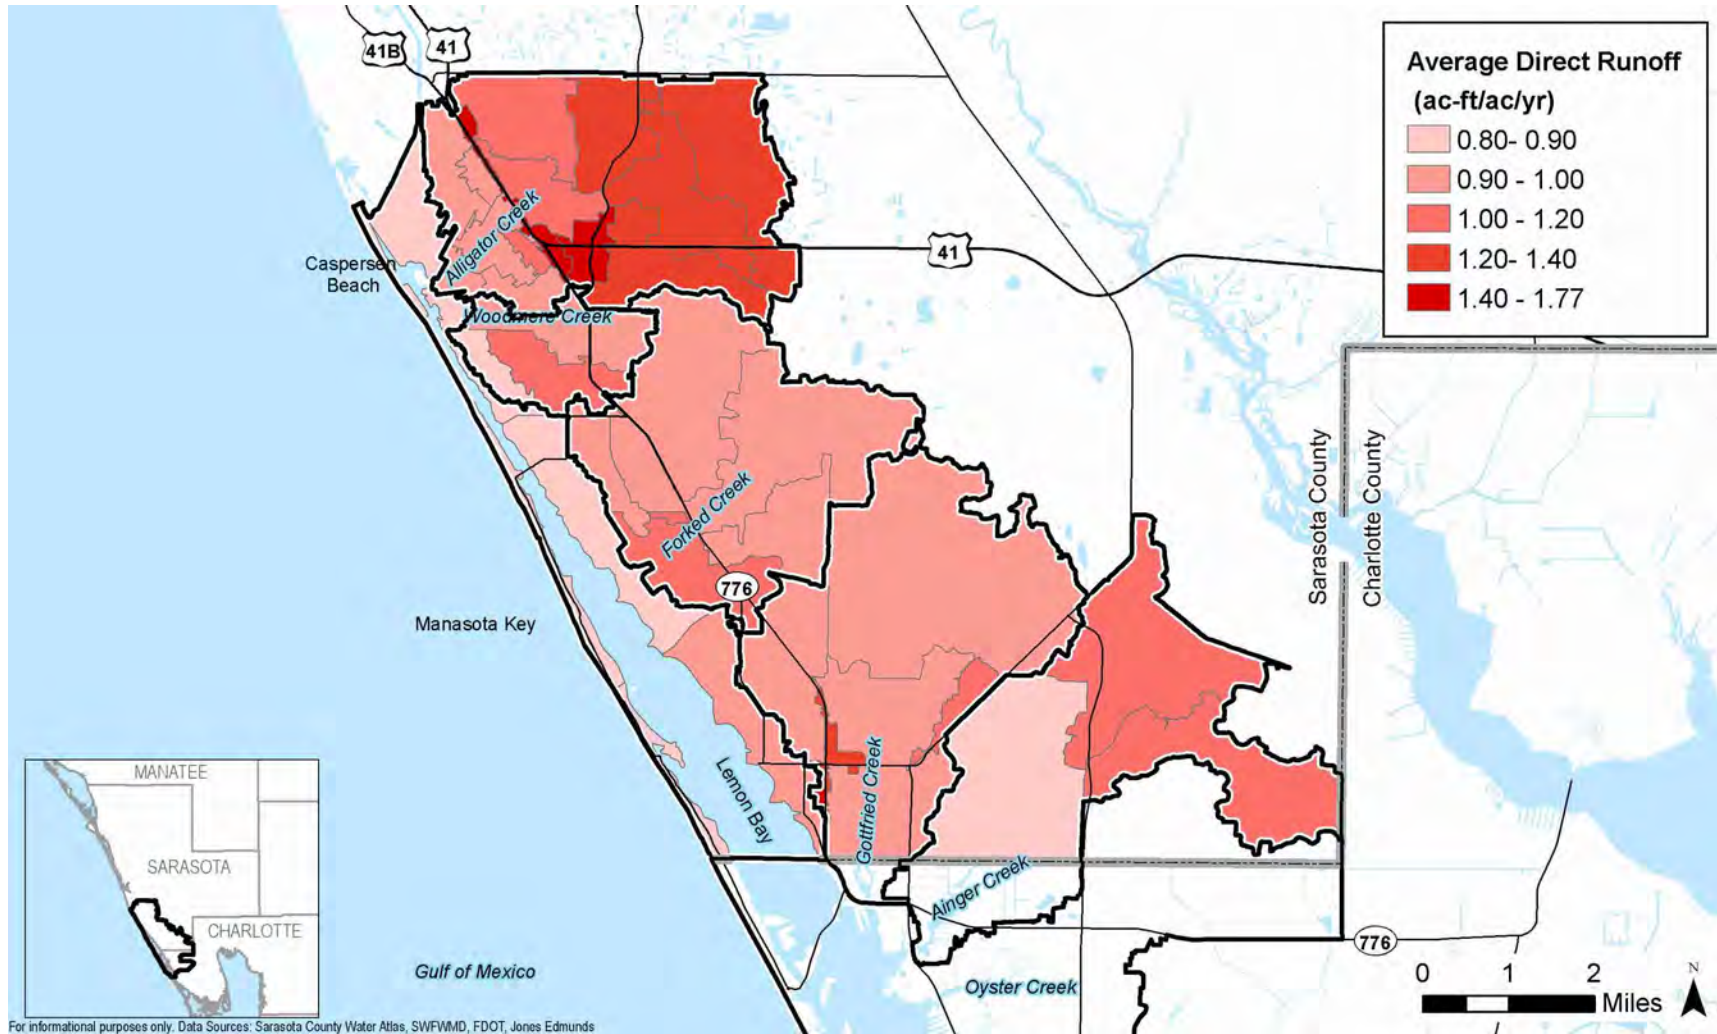 41B
41
Average Direct Runoff
(ac-ft/ac/yr)
0.80- 0.90
0.90 - 1.00
1.00 - 1.20
1.20- 1.40
1.40 - 1.77
Alligator Creek
41
Caspersen
Beach
Woodmere Creek
Sarasota County
Charlotte County
Forked Creek
776
Manasota Key
Lemon Bay
Gottfried Creek
MANATEE
SARASOTA
CHARLOTTE
Ainger Creek
776
Gulf of Mexico
Oyster Creek
0 1 2
Miles
N
For informational purposes only. Data Sources: Sarasota County Water Atlas, SWFWMD, FDOT, Jones Edmunds